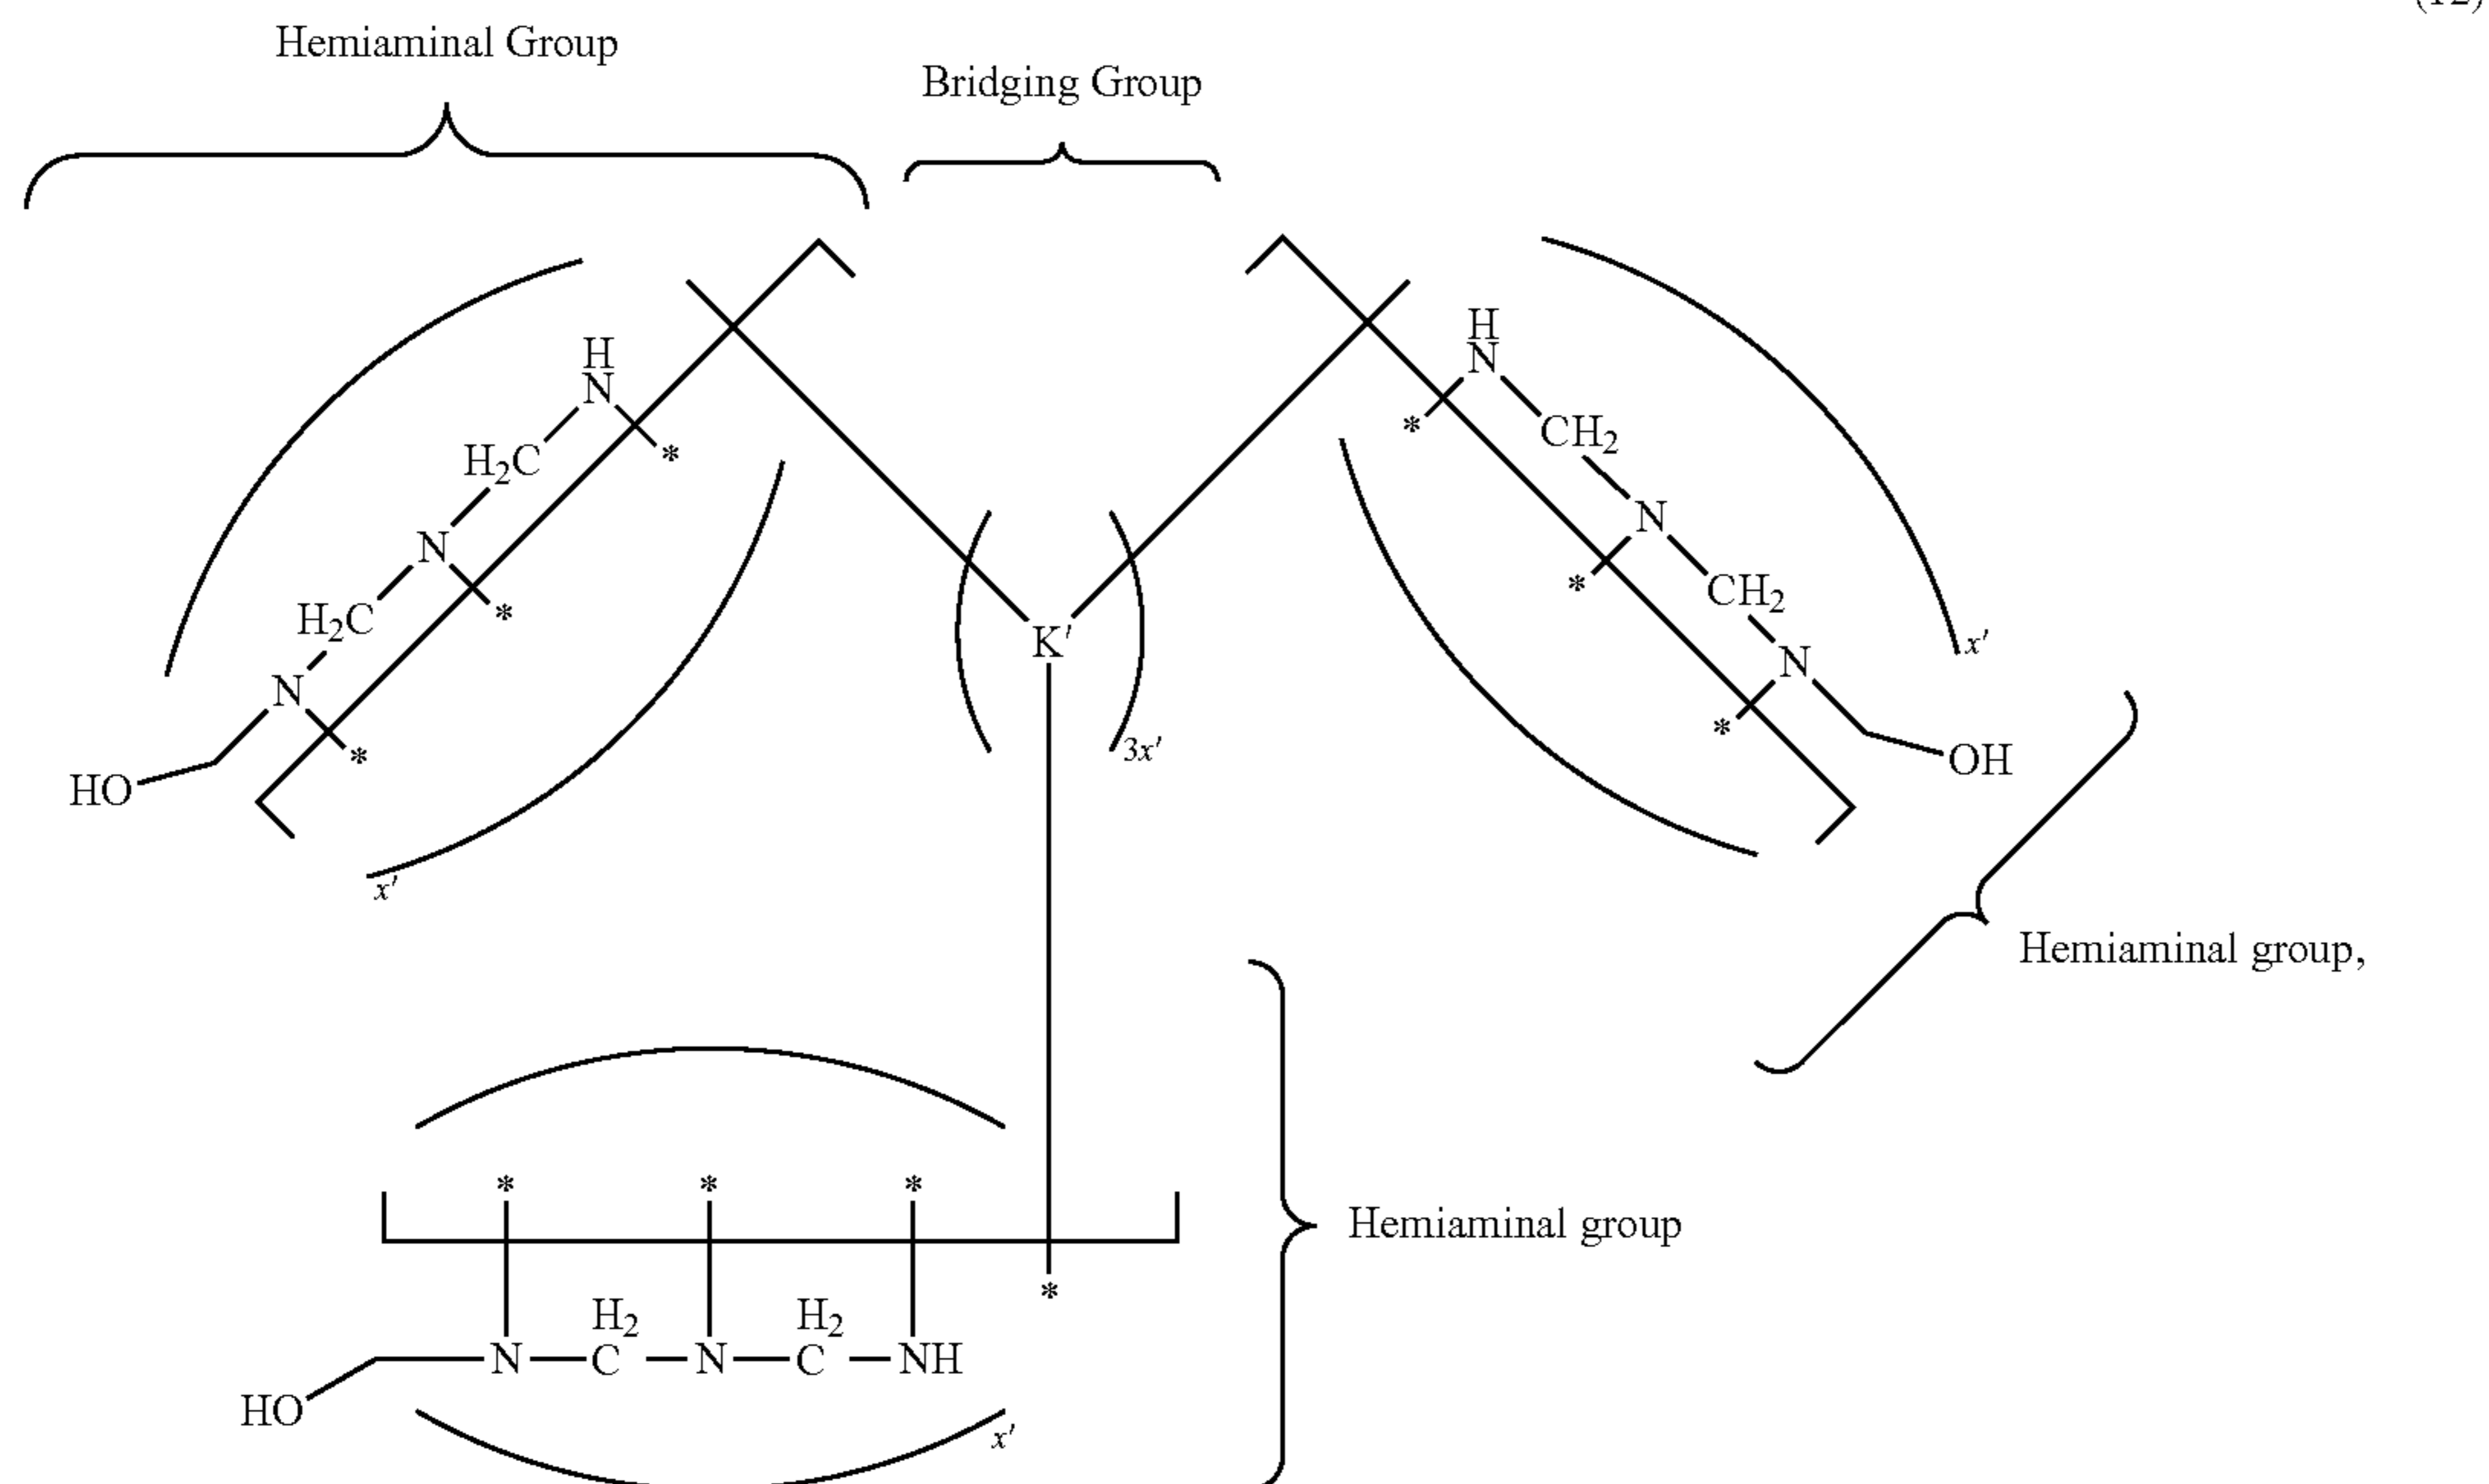 Hemiaminal Group
Bridging Group
H
N
H₂C
*
N
H₂C
*
N
*
HO
x′
H
N
*
CH₂
N
*
CH₂
N
*
OH
x′
K′
3x′
Hemiaminal group,
* * *
*
H₂ H₂
N C N C NH
HO
x′
Hemiaminal group